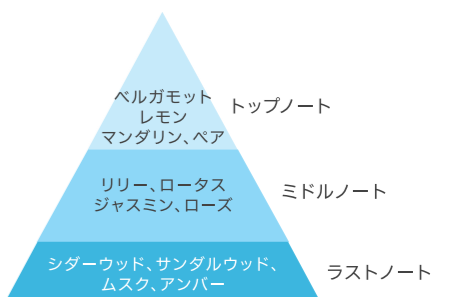 ベルガモット
レモン
マンダリン、ペア
トップノート
リリー、ロータス
ジャスミン、ローズ
ミドルノート
シダーウッド、サンダルウッド、
ムスク、アンバー
ラストノート